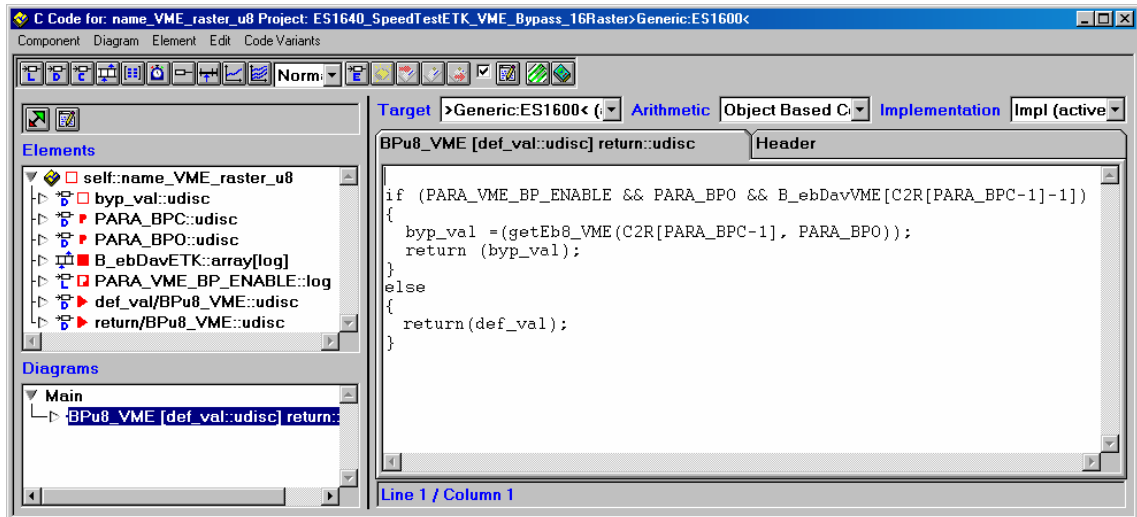 C Code for: name_VME_raster_u8 Project: ES1640_SpeedTestETK_VME_Bypass_16Raster>Generic:ES1600<
Component Diagram Element Edit Code Variants
Norm
Target >Generic:ES1600< ( Arithmetic Object Based C Implementation Impl (active
Elements
self::name_VME_raster_u8
byp_val::udisc
PARA_BPC::udisc
PARA_BPO::udisc
B_ebDavETK::array[log]
PARA_VME_BP_ENABLE::log
def_val/BPu8_VME::udisc
return/BPu8_VME::udisc
Diagrams
Main
BPu8_VME [def_val::udisc] return::
BPu8_VME [def_val::udisc] return::udisc Header
if (PARA_VME_BP_ENABLE && PARA_BPO && B_ebDavVME[C2R[PARA_BPC-1]-1])
{
byp_val =(getEb8_VME(C2R[PARA_BPC-1], PARA_BPO));
return (byp_val);
}
else
{
return(def_val);
}
Line 1 / Column 1